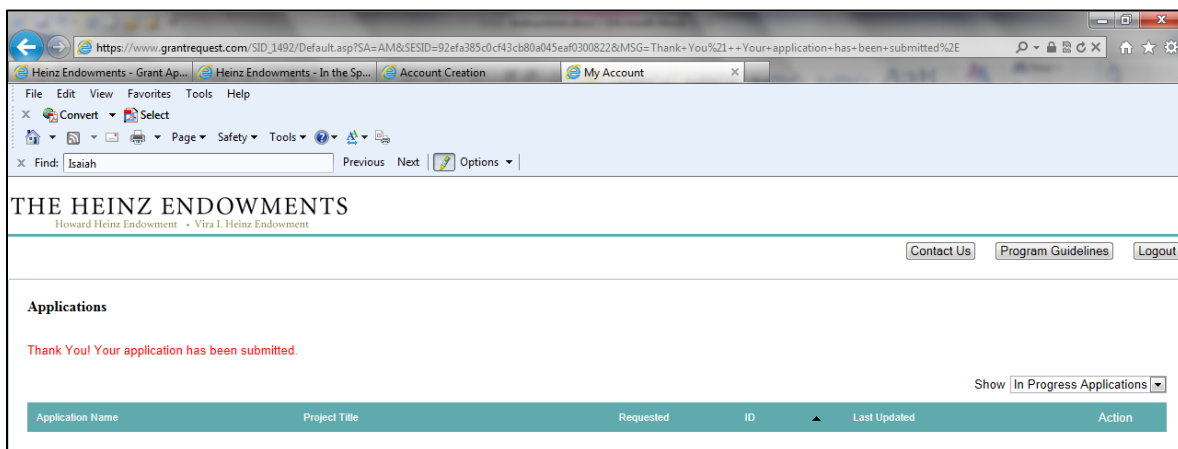 https://www.grantrequest.com/SID_1492/Default.asp?SA=AM&SESID=92efa385c0cf43cb80a045eaf0300822&MSG=Thank+You%21++Your+application+has+been+submitted%2E
Heinz Endowments - Grant Ap... Heinz Endowments - In the Sp... Account Creation My Account
File Edit View Favorites Tools Help
Convert Select
Page Safety Tools
Find: Isaiah Previous Next Options
THE HEINZ ENDOWMENTS
Howard Heinz Endowment • Vira I. Heinz Endowment
Contact Us Program Guidelines Logout
Applications
Thank You! Your application has been submitted.
Show In Progress Applications
Application Name Project Title Requested ID Last Updated Action